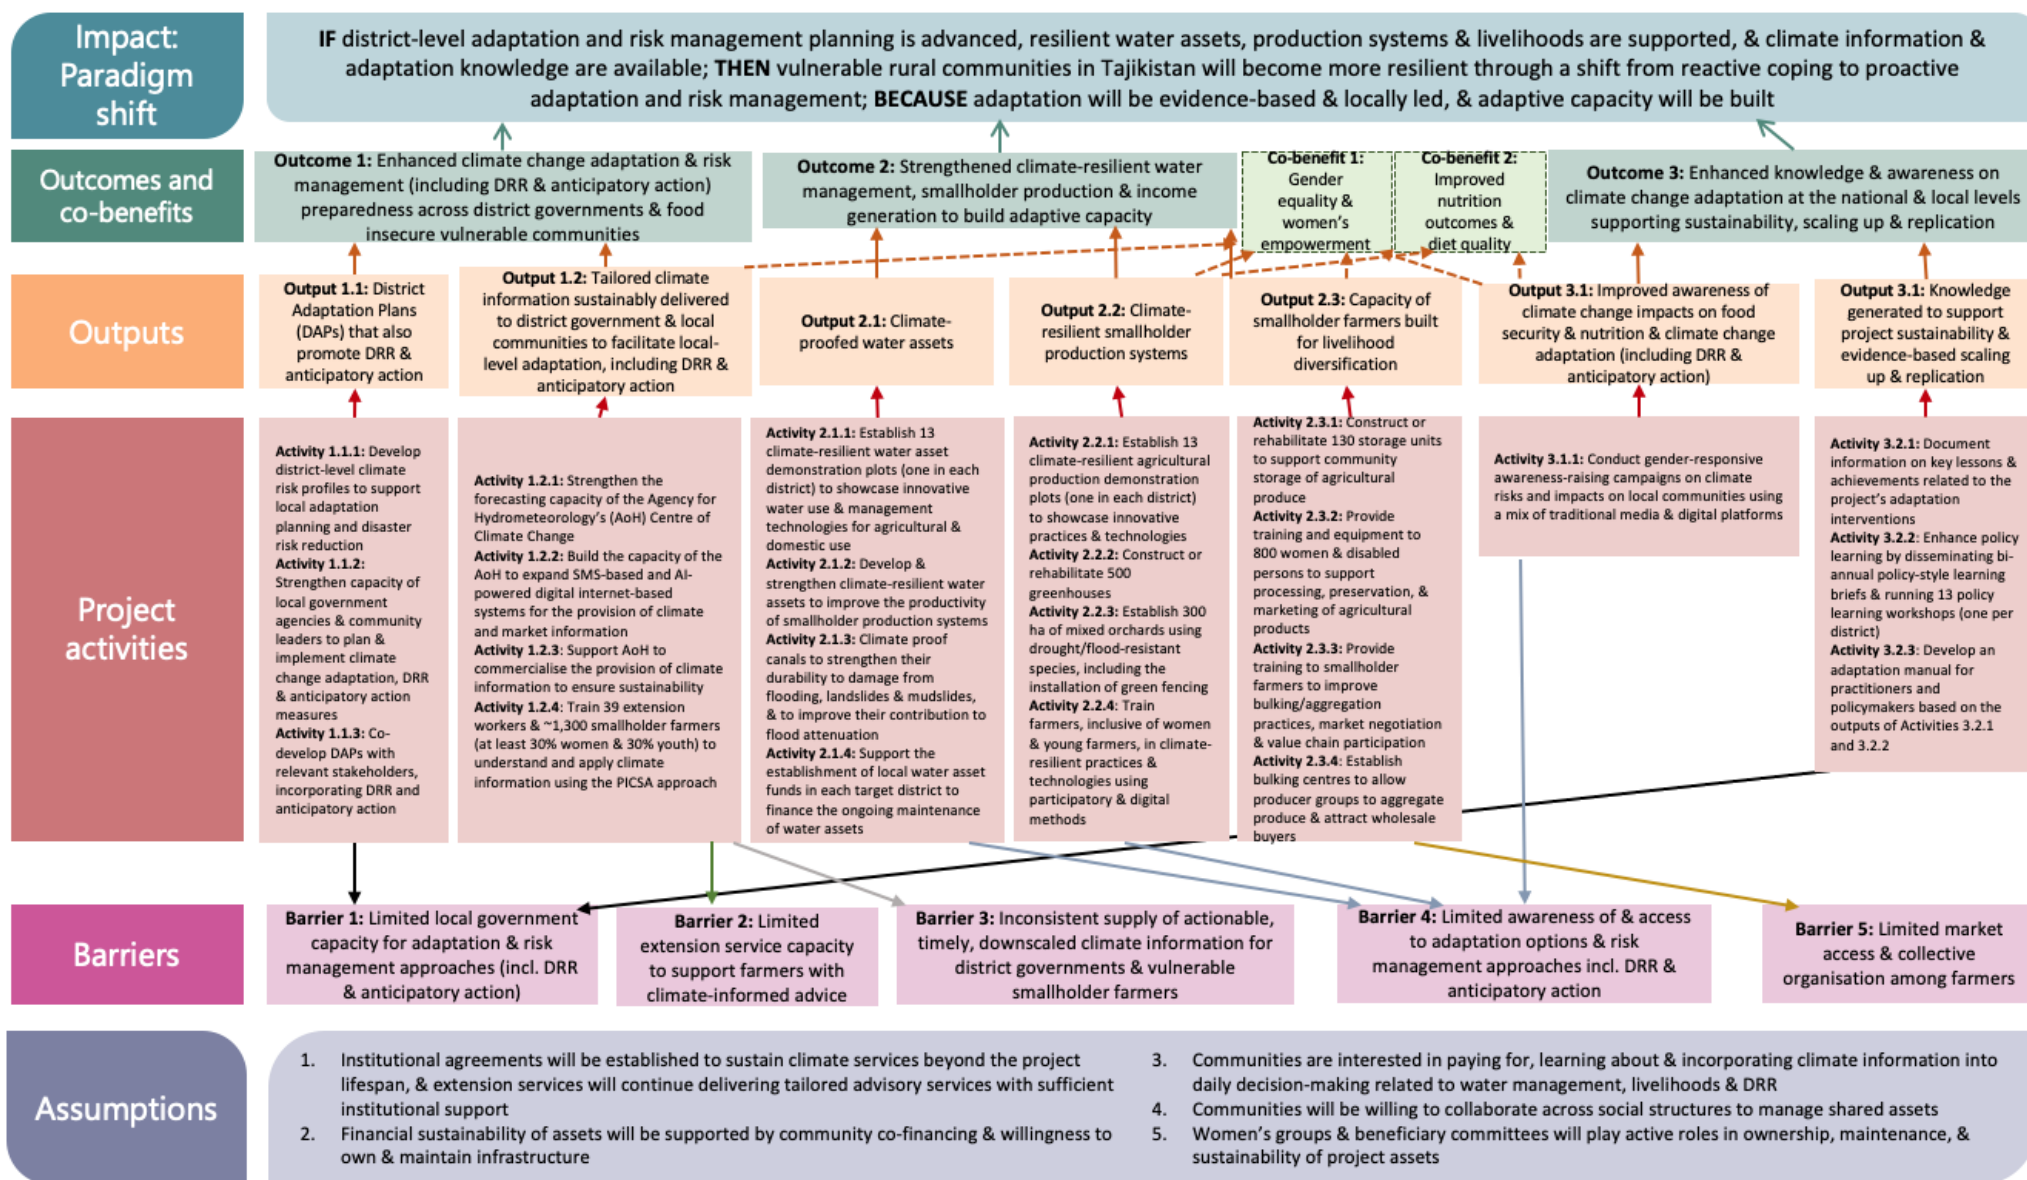 Impact:
Paradigm
shift
IF district-level adaptation and risk management planning is advanced, resilient water assets, production systems & livelihoods are supported, & climate information &
adaptation knowledge are available; THEN vulnerable rural communities in Tajikistan will become more resilient through a shift from reactive coping to proactive
adaptation and risk management; BECAUSE adaptation will be evidence-based & locally led, & adaptive capacity will be built
Outcomes and
co-benefits
Outcome 1: Enhanced climate change adaptation & risk
management (including DRR & anticipatory action)
preparedness across district governments & food
insecure vulnerable communities
Outcome 2: Strengthened climate-resilient water
management, smallholder production & income
generation to build adaptive capacity
Co-benefit 1:
Gender
equality &
women's
empowerment
Co-benefit 2:
Improved
nutrition
outcomes &
diet quality
Outcome 3: Enhanced knowledge & awareness on
climate change adaptation at the national & local levels
supporting sustainability, scaling up & replication
Outputs
Output 1.1: District
Adaptation Plans
(DAPs) that also
promote DRR &
anticipatory action
Output 1.2: Tailored climate
information sustainably delivered
to district government & local
communities to facilitate local-
level adaptation, including DRR &
anticipatory action
Output 2.1: Climate-
proofed water assets
Output 2.2: Climate-
resilient smallholder
production systems
Output 2.3: Capacity of
smallholder farmers built
for livelihood
diversification
Output 3.1: Improved awareness of
climate change impacts on food
security & nutrition & climate change
adaptation (including DRR &
anticipatory action)
Output 3.1: Knowledge
generated to support
project sustainability &
evidence-based scaling
up & replication
Project
activities
Activity 1.1.1: Develop
district-level climate
risk profiles to support
local adaptation
planning and disaster
risk reduction
Activity 1.1.2:
Strengthen capacity of
local government
agencies & community
leaders to plan &
implement climate
change adaptation, DRR
& anticipatory action
measures
Activity 1.1.3: Co-
develop DAPs with
relevant stakeholders,
incorporating DRR and
anticipatory action
Activity 1.2.1: Strengthen the
forecasting capacity of the Agency for
Hydrometeorology's (AoH) Centre of
Climate Change
Activity 1.2.2: Build the capacity of the
AoH to expand SMS-based and AI-
powered digital internet-based
systems for the provision of climate
and market information
Activity 1.2.3: Support AoH to
commercialise the provision of climate
information to ensure sustainability
Activity 1.2.4: Train 39 extension
workers & ~1,300 smallholder farmers
(at least 30% women & 30% youth) to
understand and apply climate
information using the PICSA approach
Activity 2.1.1: Establish 13
climate-resilient water asset
demonstration plots (one in each
district) to showcase innovative
water use & management
technologies for agricultural &
domestic use
Activity 2.1.2: Develop &
strengthen climate-resilient water
assets to improve the productivity
of smallholder production systems
Activity 2.1.3: Climate proof
canals to strengthen their
durability to damage from
flooding, landslides & mudslides,
& to improve their contribution to
flood attenuation
Activity 2.1.4: Support the
establishment of local water asset
funds in each target district to
finance the ongoing maintenance
of water assets
Activity 2.2.1: Establish 13
climate-resilient agricultural
production demonstration
plots (one in each district)
to showcase innovative
practices & technologies
Activity 2.2.2: Construct or
rehabilitate 500
greenhouses
Activity 2.2.3: Establish 300
ha of mixed orchards using
drought/flood-resistant
species, including the
installation of green fencing
Activity 2.2.4: Train
farmers, inclusive of women
& young farmers, in climate-
resilient practices &
technologies using
participatory & digital
methods
Activity 2.3.1: Construct or
rehabilitate 130 storage units
to support community
storage of agricultural
produce
Activity 2.3.2: Provide
training and equipment to
800 women & disabled
persons to support
processing, preservation, &
marketing of agricultural
products
Activity 2.3.3: Provide
training to smallholder
farmers to improve
bulking/aggregation
practices, market negotiation
& value chain participation
Activity 2.3.4: Establish
bulking centres to allow
producer groups to aggregate
produce & attract wholesale
buyers
Activity 3.1.1: Conduct gender-responsive
awareness-raising campaigns on climate
risks and impacts on local communities using
a mix of traditional media & digital platforms
Activity 3.2.1: Document
information on key lessons &
achievements related to the
project's adaptation
interventions
Activity 3.2.2: Enhance policy
learning by disseminating bi-
annual policy-style learning
briefs & running 13 policy
learning workshops (one per
district)
Activity 3.2.3: Develop an
adaptation manual for
practitioners and
policymakers based on the
outputs of Activities 3.2.1
and 3.2.2
Barriers
Barrier 1: Limited local government
capacity for adaptation & risk
management approaches (incl. DRR
& anticipatory action)
Barrier 2: Limited
extension service capacity
to support farmers with
climate-informed advice
Barrier 3: Inconsistent supply of actionable,
timely, downscaled climate information for
district governments & vulnerable
smallholder farmers
Barrier 4: Limited awareness of & access
to adaptation options & risk
management approaches incl. DRR &
anticipatory action
Barrier 5: Limited market
access & collective
organisation among farmers
Assumptions
1. Institutional agreements will be established to sustain climate services beyond the project
lifespan, & extension services will continue delivering tailored advisory services with sufficient
institutional support
2. Financial sustainability of assets will be supported by community co-financing & willingness to
own & maintain infrastructure
3. Communities are interested in paying for, learning about & incorporating climate information into
daily decision-making related to water management, livelihoods & DRR
4. Communities will be willing to collaborate across social structures to manage shared assets
5. Women's groups & beneficiary committees will play active roles in ownership, maintenance, &
sustainability of project assets